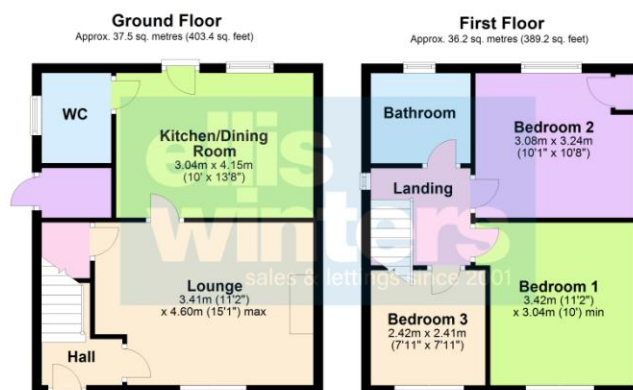 Ground Floor
Approx. 37.5 sq. metres (403.4 sq. feet)
WC
Kitchen/Dining
Room
3.04m x 4.15m
(10' x 13'8")
Lounge
3.41m (11'2")
x 4.60m (15'1") max
Hall
First Floor
Approx. 36.2 sq. metres (389.2 sq. feet)
Bathroom
Bedroom 2
3.08m x 3.24m
(10'1" x 10'8")
Landing
Bedroom 1
3.42m (11'2")
x 3.04m (10') min
Bedroom 3
2.42m x 2.41m
(7'11" x 7'11")
ellis
winters
sales & lettings since 2001